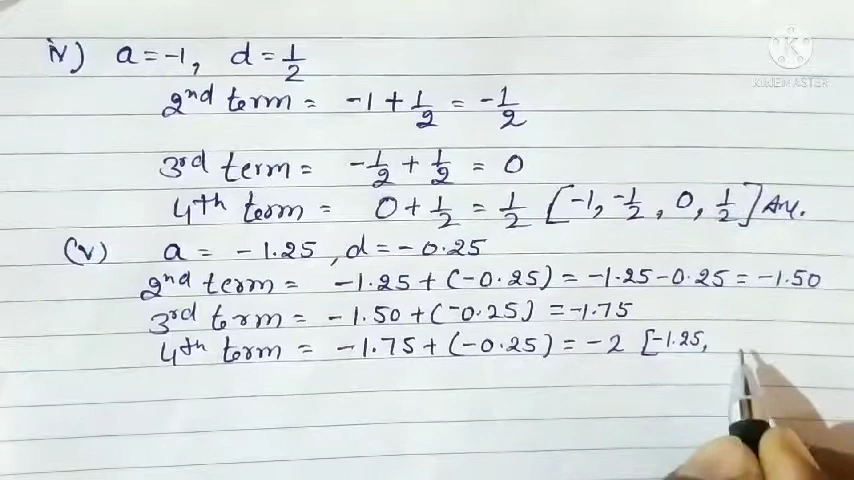 iv) a = -1, d = 1/2
2nd term = -1 + 1/2 = -1/2
3rd term = -1/2 + 1/2 = 0
4th term = 0 + 1/2 = 1/2 [-1, -1/2, 0, 1/2] Ans.
(v) a = -1.25, d = -0.25
2nd term = -1.25 + (-0.25) = -1.25 - 0.25 = -1.50
3rd term = -1.50 + (-0.25) = -1.75
4th term = -1.75 + (-0.25) = -2 [-1.25,
KINEMASTER